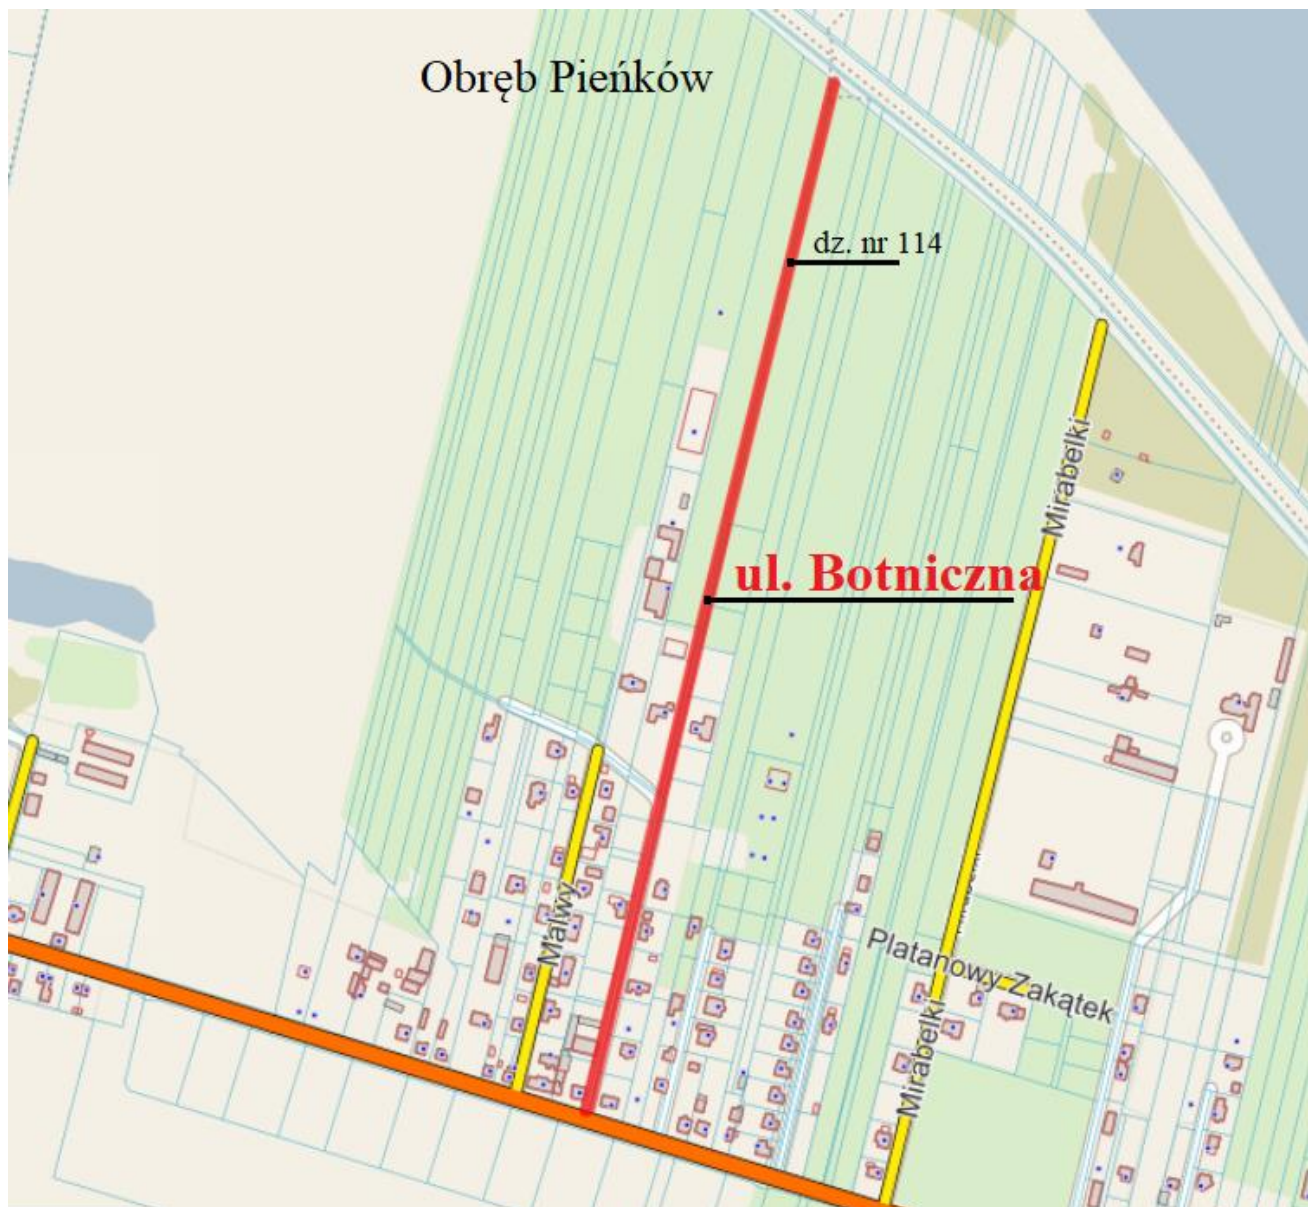 Obręb Pieńków
dz. nr 114
Mirabelki
ul. Botniczna
Malwy
Platanowy Zakątek
Mirabelki